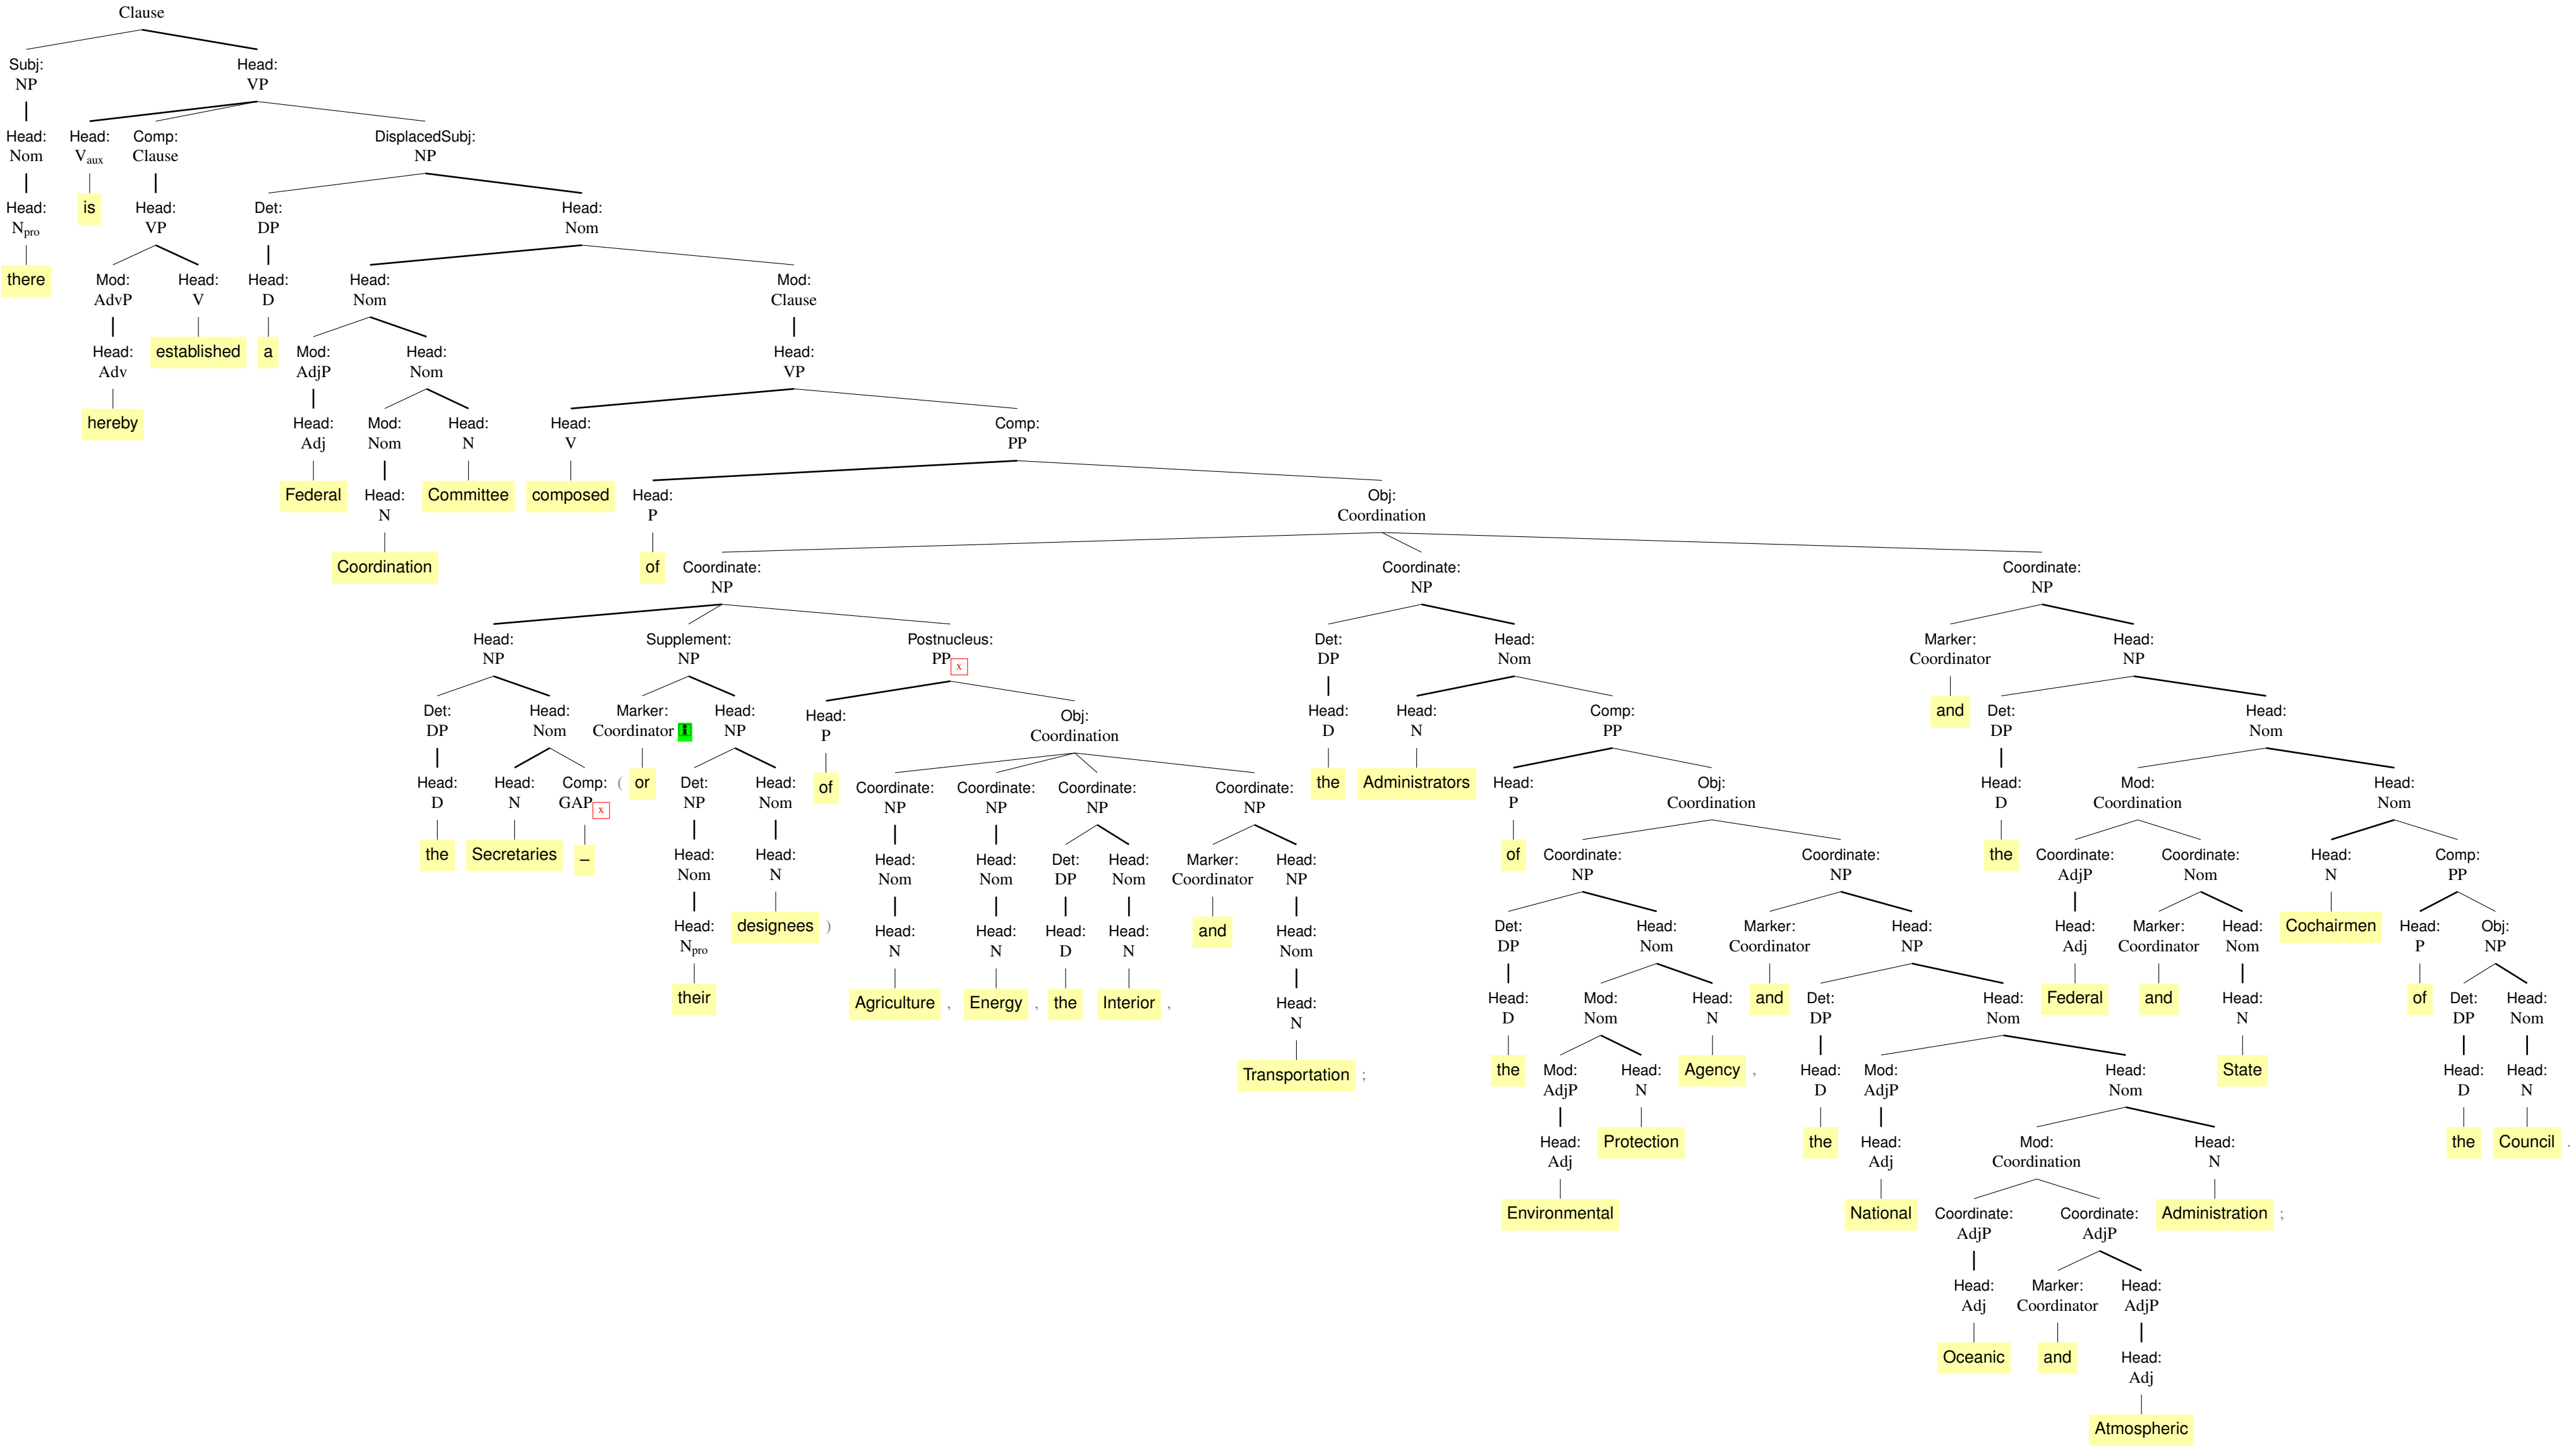 Clause
Subj: Head:
NP VP
Head: Head: Comp: DisplacedSubj:
Nom Vaux Clause NP
Head: is Head: Det: Head:
Npro VP DP Nom
there Mod: Head: Head: Head: Mod:
AdvP V D Nom Clause
Head: established a Mod: Head: Head:
Adv AdjP Nom VP
hereby Head: Mod: Head: Head: Comp:
Adj Nom N V PP
Federal Head: Committee composed Head: Obj:
N P Coordination
Coordination of Coordinate: Coordinate: Coordinate:
NP NP NP
Head: Supplement: Postnucleus: Det: Head: Marker: Head:
NP NP PP x DP Nom Coordinator NP
Det: Head: Marker: Head: Head: Obj: Head: Head: Comp: and Det: Head:
DP Nom Coordinator i NP P Coordination D N PP DP Nom
Head: Head: Comp: ( or Det: Head: of Coordinate: Coordinate: Coordinate: Coordinate: the Administrators Head: Obj: Head: Mod: Head:
D N GAP x NP Nom NP NP NP NP P Coordination D Coordination Nom
the Secretaries – Head: Head: Head: Head: Det: Head: Marker: Head: of Coordinate: Coordinate: the Coordinate: Coordinate: Head: Comp:
Nom N Nom Nom DP Nom Coordinator NP NP NP AdjP Nom N PP
Head: designees ) Head: Head: Head: Head: and Head: Det: Head: Marker: Head: Head: Marker: Head: Cochairmen Head: Obj:
Npro N N D N Nom DP Nom Coordinator NP Adj Coordinator Nom P NP
their Agriculture , Energy , the Interior , Head: Head: Mod: Head: and Det: Head: Federal and Head: of Det: Head:
N D Nom N DP Nom N DP Nom
Transportation ; the Mod: Head: Agency , Head: Mod: Head: State Head: Head:
AdjP N D AdjP Nom D N
Head: Protection the Head: Mod: Head: the Council .
Adj Adj Coordination N
Environmental National Coordinate: Coordinate: Administration ;
AdjP AdjP
Head: Marker: Head:
Adj Coordinator AdjP
Oceanic and Head:
Adj
Atmospheric